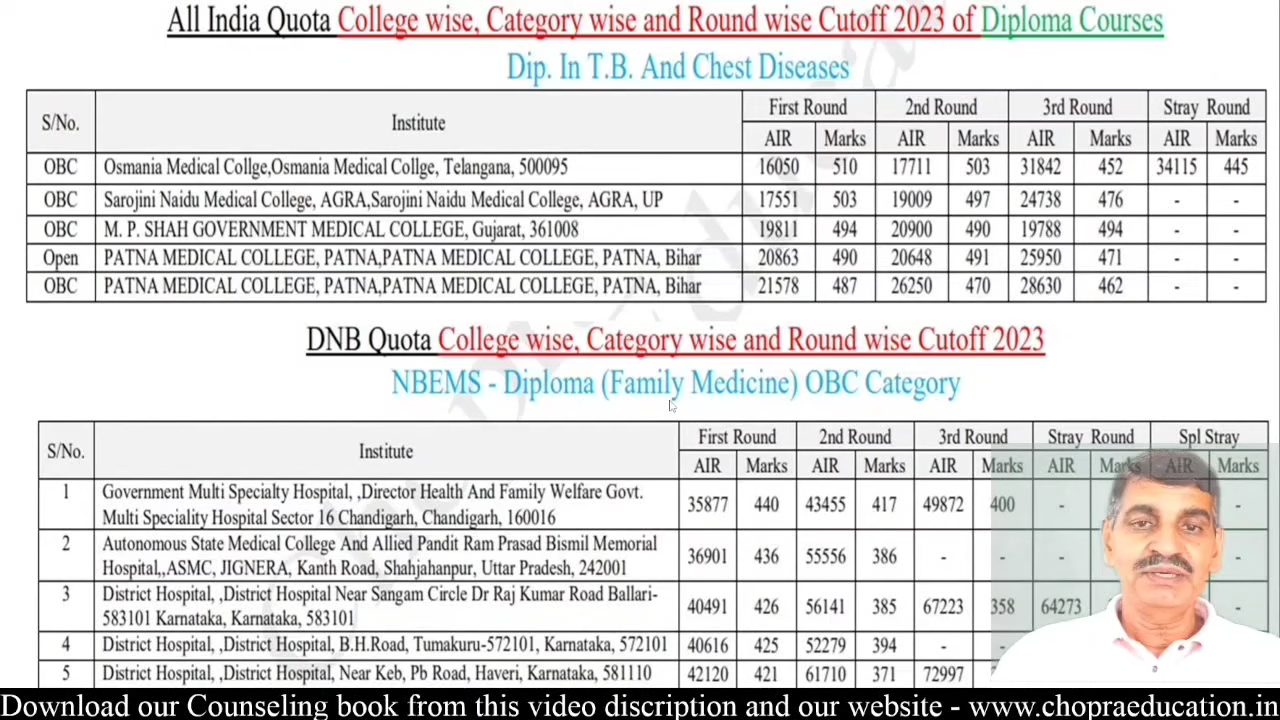 All India Quota College wise, Category wise and Round wise Cutoff 2023 of Diploma Courses
Dip. In T.B. And Chest Diseases
S/No. Institute First Round 2nd Round 3rd Round Stray Round
AIR Marks AIR Marks AIR Marks AIR Marks
OBC Osmania Medical Collge,Osmania Medical Collge, Telangana, 500095 16050 510 17711 503 31842 452 34115 445
OBC Sarojini Naidu Medical College, AGRA,Sarojini Naidu Medical College, AGRA, UP 17551 503 19009 497 24738 476 - -
OBC M. P. SHAH GOVERNMENT MEDICAL COLLEGE, Gujarat, 361008 19811 494 20900 490 19788 494 - -
Open PATNA MEDICAL COLLEGE, PATNA,PATNA MEDICAL COLLEGE, PATNA, Bihar 20863 490 20648 491 25950 471 - -
OBC PATNA MEDICAL COLLEGE, PATNA,PATNA MEDICAL COLLEGE, PATNA, Bihar 21578 487 26250 470 28630 462 - -
DNB Quota College wise, Category wise and Round wise Cutoff 2023
NBEMS - Diploma (Family Medicine) OBC Category
S/No. Institute First Round 2nd Round 3rd Round Stray Round Spl Stray
AIR Marks AIR Marks AIR Marks AIR Marks AIR Marks
1 Government Multi Specialty Hospital, ,Director Health And Family Welfare Govt. 35877 440 43455 417 49872 400 - -
Multi Speciality Hospital Sector 16 Chandigarh, Chandigarh, 160016
2 Autonomous State Medical College And Allied Pandit Ram Prasad Bismil Memorial 36901 436 55556 386 - - - -
Hospital,,ASMC, JIGNERA, Kanth Road, Shahjahanpur, Uttar Pradesh, 242001
3 District Hospital, ,District Hospital Near Sangam Circle Dr Raj Kumar Road Ballari- 40491 426 56141 385 67223 358 64273 -
583101 Karnataka, Karnataka, 583101
4 District Hospital, ,District Hospital, B.H.Road, Tumakuru-572101, Karnataka, 572101 40616 425 52279 394 - - -
5 District Hospital, ,District Hospital, Near Keb, Pb Road, Haveri, Karnataka, 581110 42120 421 61710 371 72997
Download our Counseling book from this video discription and our website - www.chopraeducation.in